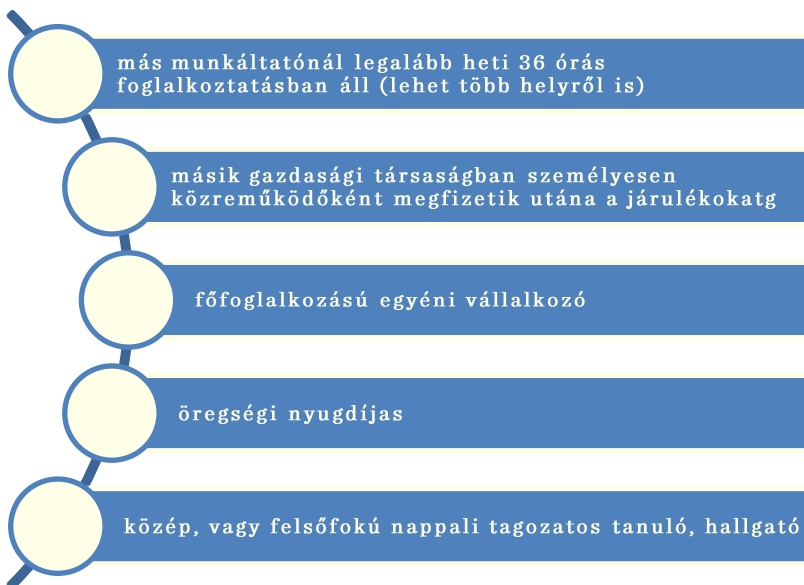 más munkáltatónál legalább heti 36 órás
foglalkoztatásban áll (lehet több helyről is)
másik gazdasági társaságban személyesen
közreműködőként megfizetik utána a járulékokatg
főfoglalkozású egyéni vállalkozó
öregségi nyugdíjas
közép, vagy felsőfokú nappali tagozatos tanuló, hallgató